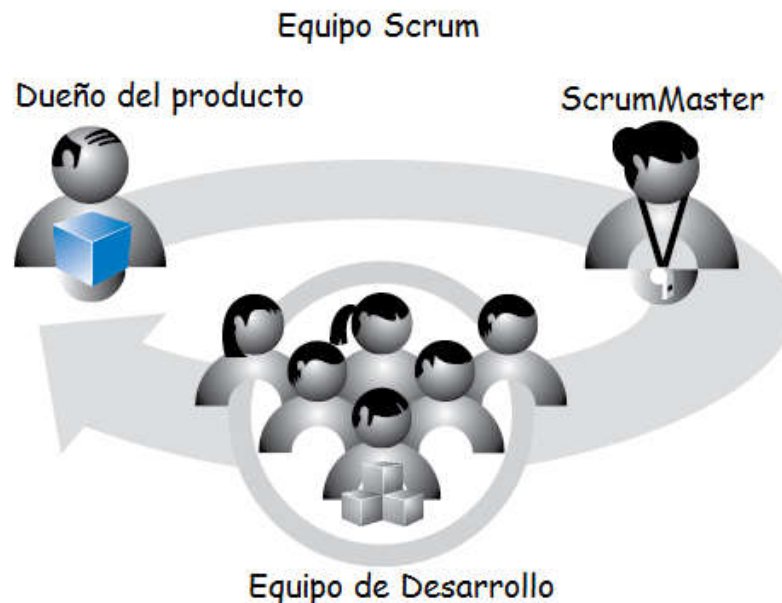 Equipo Scrum
Dueño del producto
ScrumMaster
Equipo de Desarrollo